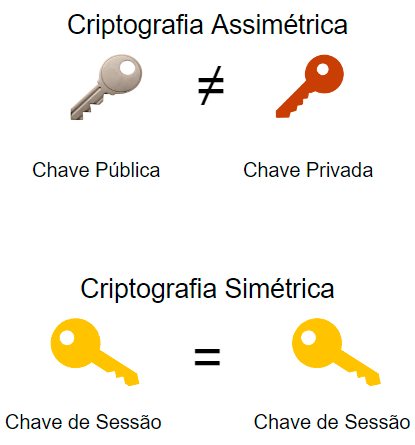 Criptografia Assimétrica
≠
Chave Pública Chave Privada
Criptografia Simétrica
=
Chave de Sessão Chave de Sessão